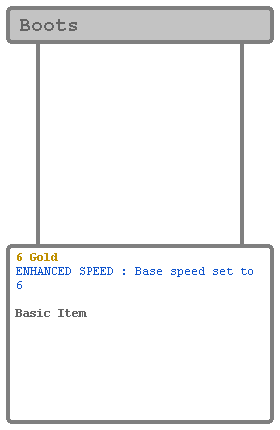 Boots
6 Gold
ENHANCED SPEED : Base speed set to
6
Basic Item